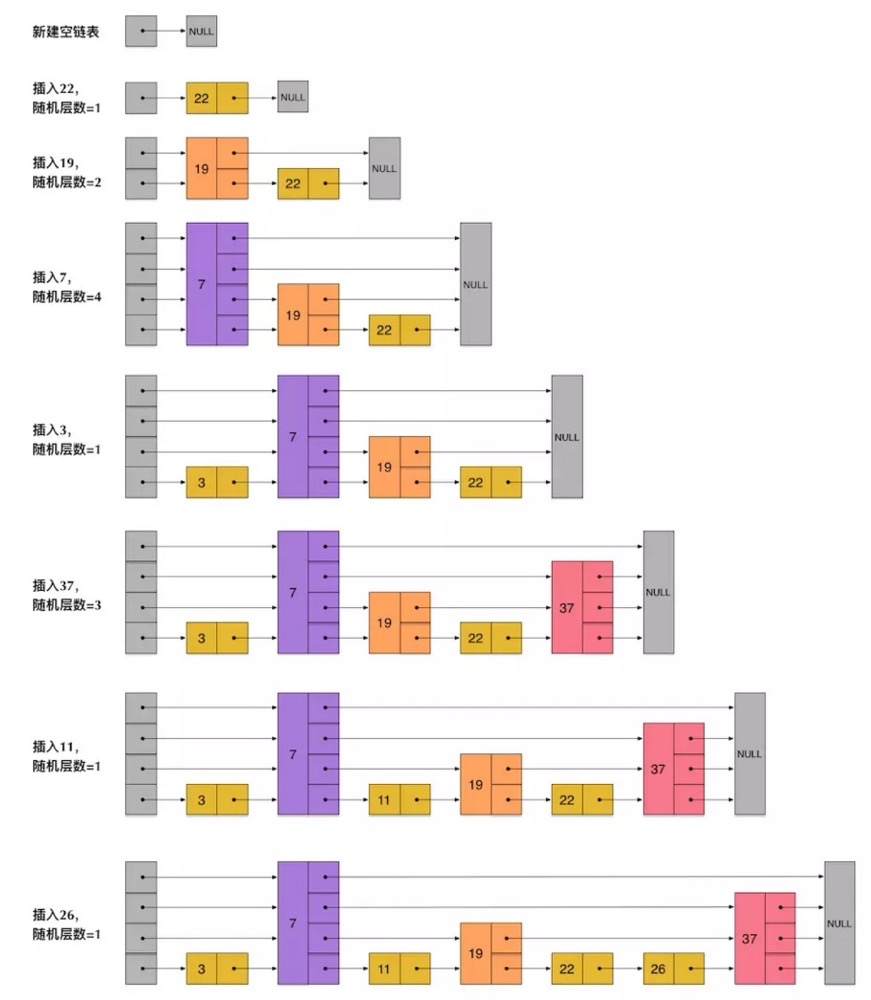 新建空链表
NULL
插入22，
随机层数=1
22
NULL
插入19，
随机层数=2
19
22
NULL
插入7，
随机层数=4
7
19
22
NULL
插入3，
随机层数=1
3
7
19
22
NULL
插入37，
随机层数=3
3
7
19
22
37
NULL
插入11，
随机层数=1
3
7
11
19
22
37
NULL
插入26，
随机层数=1
3
7
11
19
22
26
37
NULL